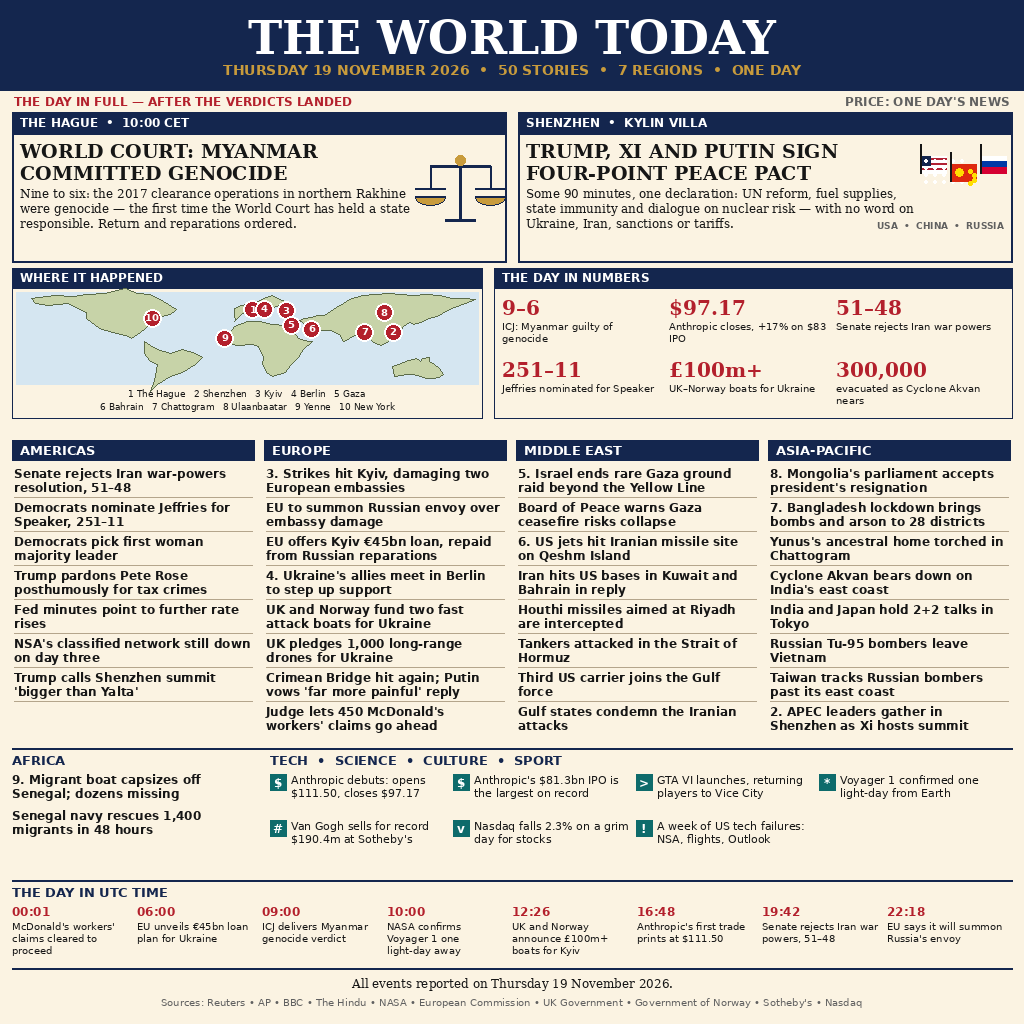 THE WORLD TODAY
THURSDAY 19 NOVEMBER 2026 • 50 STORIES • 7 REGIONS • ONE DAY
THE DAY IN FULL — AFTER THE VERDICTS LANDED
PRICE: ONE DAY'S NEWS
THE HAGUE • 10:00 CET
WORLD COURT: MYANMAR
COMMITTED GENOCIDE
Nine to six: the 2017 clearance operations in northern Rakhine
were genocide — the first time the World Court has held a state
responsible. Return and reparations ordered.
SHENZHEN • KYLIN VILLA
TRUMP, XI AND PUTIN SIGN
FOUR-POINT PEACE PACT
Some 90 minutes, one declaration: UN reform, fuel supplies,
state immunity and dialogue on nuclear risk — with no word on
Ukraine, Iran, sanctions or tariffs.
USA • CHINA • RUSSIA
WHERE IT HAPPENED
1
4
3
10
8
5
6
7
2
9
1 The Hague 2 Shenzhen 3 Kyiv 4 Berlin 5 Gaza
6 Bahrain 7 Chattogram 8 Ulaanbaatar 9 Yenne 10 New York
THE DAY IN NUMBERS
9–6
ICJ: Myanmar guilty of
genocide
$97.17
Anthropic closes, +17% on $83
IPO
51–48
Senate rejects Iran war powers
251–11
Jeffries nominated for Speaker
£100m+
UK–Norway boats for Ukraine
300,000
evacuated as Cyclone Akvan
nears
AMERICAS
Senate rejects Iran war-powers
resolution, 51–48
Democrats nominate Jeffries for
Speaker, 251–11
Democrats pick first woman
majority leader
Trump pardons Pete Rose
posthumously for tax crimes
Fed minutes point to further rate
rises
NSA's classified network still down
on day three
Trump calls Shenzhen summit
'bigger than Yalta'
EUROPE
3. Strikes hit Kyiv, damaging two
European embassies
EU to summon Russian envoy over
embassy damage
EU offers Kyiv €45bn loan, repaid
from Russian reparations
4. Ukraine's allies meet in Berlin
to step up support
UK and Norway fund two fast
attack boats for Ukraine
UK pledges 1,000 long-range
drones for Ukraine
Crimean Bridge hit again; Putin
vows 'far more painful' reply
Judge lets 450 McDonald's
workers' claims go ahead
MIDDLE EAST
5. Israel ends rare Gaza ground
raid beyond the Yellow Line
Board of Peace warns Gaza
ceasefire risks collapse
6. US jets hit Iranian missile site
on Qeshm Island
Iran hits US bases in Kuwait and
Bahrain in reply
Houthi missiles aimed at Riyadh
are intercepted
Tankers attacked in the Strait of
Hormuz
Third US carrier joins the Gulf
force
Gulf states condemn the Iranian
attacks
ASIA-PACIFIC
8. Mongolia's parliament accepts
president's resignation
7. Bangladesh lockdown brings
bombs and arson to 28 districts
Yunus's ancestral home torched in
Chattogram
Cyclone Akvan bears down on
India's east coast
India and Japan hold 2+2 talks in
Tokyo
Russian Tu-95 bombers leave
Vietnam
Taiwan tracks Russian bombers
past its east coast
2. APEC leaders gather in
Shenzhen as Xi hosts summit
AFRICA
9. Migrant boat capsizes off
Senegal; dozens missing
Senegal navy rescues 1,400
migrants in 48 hours
TECH • SCIENCE • CULTURE • SPORT
$ Anthropic debuts: opens
$111.50, closes $97.17
$ Anthropic's $81.3bn IPO is
the largest on record
> GTA VI launches, returning
players to Vice City
* Voyager 1 confirmed one
light-day from Earth
# Van Gogh sells for record
$190.4m at Sotheby's
v Nasdaq falls 2.3% on a grim
day for stocks
! A week of US tech failures:
NSA, flights, Outlook
THE DAY IN UTC TIME
00:01
McDonald's workers'
claims cleared to
proceed
06:00
EU unveils €45bn loan
plan for Ukraine
09:00
ICJ delivers Myanmar
genocide verdict
10:00
NASA confirms
Voyager 1 one
light-day away
12:26
UK and Norway
announce £100m+
boats for Kyiv
16:48
Anthropic's first trade
prints at $111.50
19:42
Senate rejects Iran war
powers, 51–48
22:18
EU says it will summon
Russia's envoy
All events reported on Thursday 19 November 2026.
Sources: Reuters • AP • BBC • The Hindu • NASA • European Commission • UK Government • Government of Norway • Sotheby's • Nasdaq